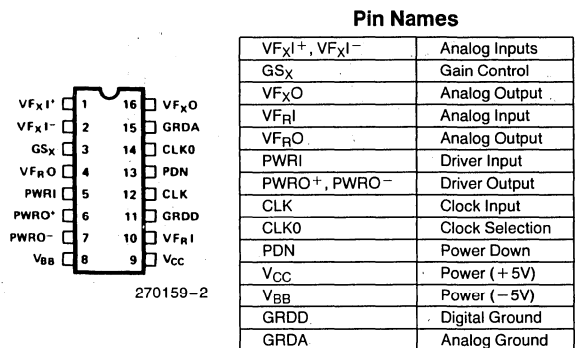 Pin Names
VFXI+ 1 16 VFXO
VFXI− 2 15 GRDA
GSX 3 14 CLK0
VFRO 4 13 PDN
PWRI 5 12 CLK
PWRO+ 6 11 GRDD
PWRO− 7 10 VFRI
VBB 8 9 VCC
270159–2
VFXI+, VFXI− Analog Inputs
GSX Gain Control
VFXO Analog Output
VFRI Analog Input
VFRO Analog Output
PWRI Driver Input
PWRO+, PWRO− Driver Output
CLK Clock Input
CLK0 Clock Selection
PDN Power Down
VCC Power (+5V)
VBB Power (−5V)
GRDD Digital Ground
GRDA Analog Ground